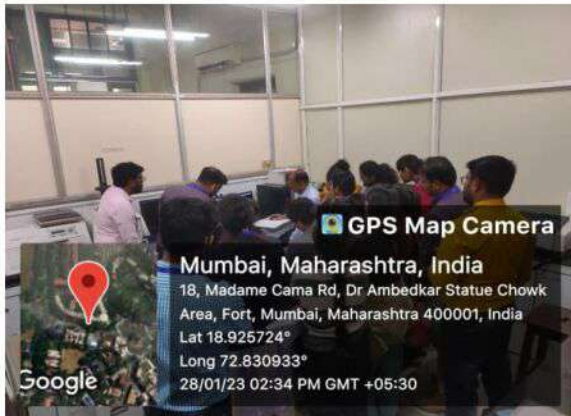 GPS Map Camera
Mumbai, Maharashtra, India
18, Madame Cama Rd, Dr Ambedkar Statue Chowk
Area, Fort, Mumbai, Maharashtra 400001, India
Lat 18.925724°
Long 72.830933°
28/01/23 02:34 PM GMT +05:30
Google